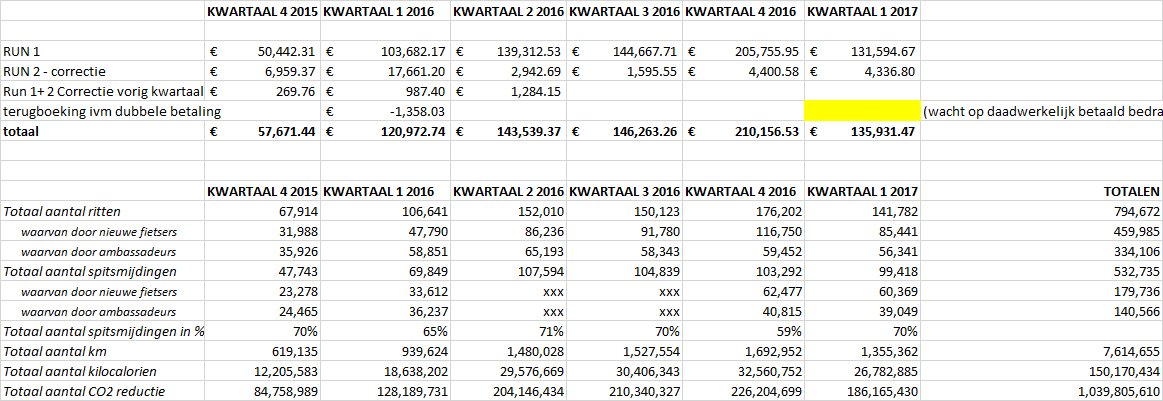 KWARTAAL 4 2015 KWARTAAL 1 2016 KWARTAAL 2 2016 KWARTAAL 3 2016 KWARTAAL 4 2016 KWARTAAL 1 2017
RUN 1 € 50,442.31 € 103,682.17 € 139,312.53 € 144,667.71 € 205,755.95 € 131,594.67
RUN 2 - correctie € 6,959.37 € 17,661.20 € 2,942.69 € 1,595.55 € 4,400.58 € 4,336.80
Run 1+ 2 Correctie vorig kwartaal € 269.76 € 987.40 € 1,284.15
terugboeking ivm dubbele betaling € -1,358.03 (wacht op daadwerkelijk betaald bedra
totaal € 57,671.44 € 120,972.74 € 143,539.37 € 146,263.26 € 210,156.53 € 135,931.47
KWARTAAL 4 2015 KWARTAAL 1 2016 KWARTAAL 2 2016 KWARTAAL 3 2016 KWARTAAL 4 2016 KWARTAAL 1 2017 TOTALEN
Totaal aantal ritten 67,914 106,641 152,010 150,123 176,202 141,782 794,672
waarvan door nieuwe fietsers 31,988 47,790 86,236 91,780 116,750 85,441 459,985
waarvan door ambassadeurs 35,926 58,851 65,193 58,343 59,452 56,341 334,106
Totaal aantal spitsmijdingen 47,743 69,849 107,594 104,839 103,292 99,418 532,735
waarvan door nieuwe fietsers 23,278 33,612 xxx xxx 62,477 60,369 179,736
waarvan door ambassadeurs 24,465 36,237 xxx xxx 40,815 39,049 140,566
Totaal aantal spitsmijdingen in % 70% 65% 71% 70% 59% 70%
Totaal aantal km 619,135 939,624 1,480,028 1,527,554 1,692,952 1,355,362 7,614,655
Totaal aantal kilocalorien 12,205,583 18,638,202 29,576,669 30,406,343 32,560,752 26,782,885 150,170,434
Totaal aantal CO2 reductie 84,758,989 128,189,731 204,146,434 210,340,327 226,204,699 186,165,430 1,039,805,610